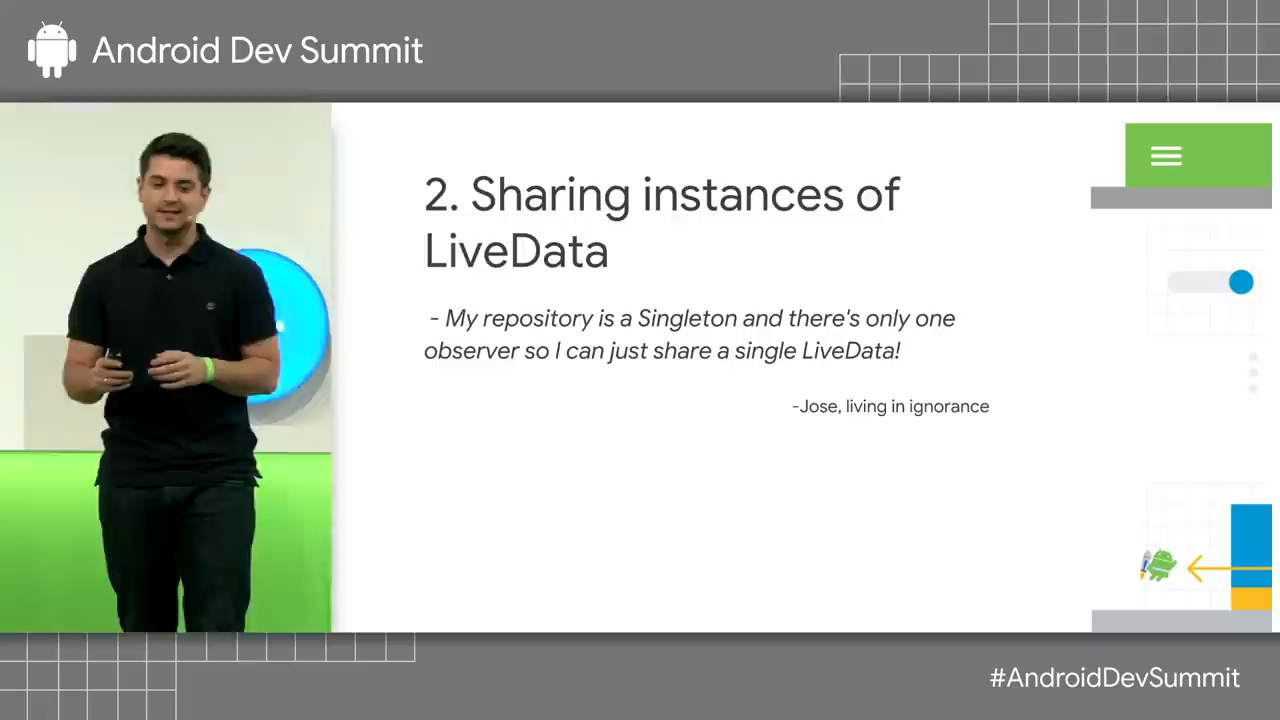 Android Dev Summit
2. Sharing instances of
LiveData
- My repository is a Singleton and there's only one
observer so I can just share a single LiveData!
-Jose, living in ignorance
#AndroidDevSummit